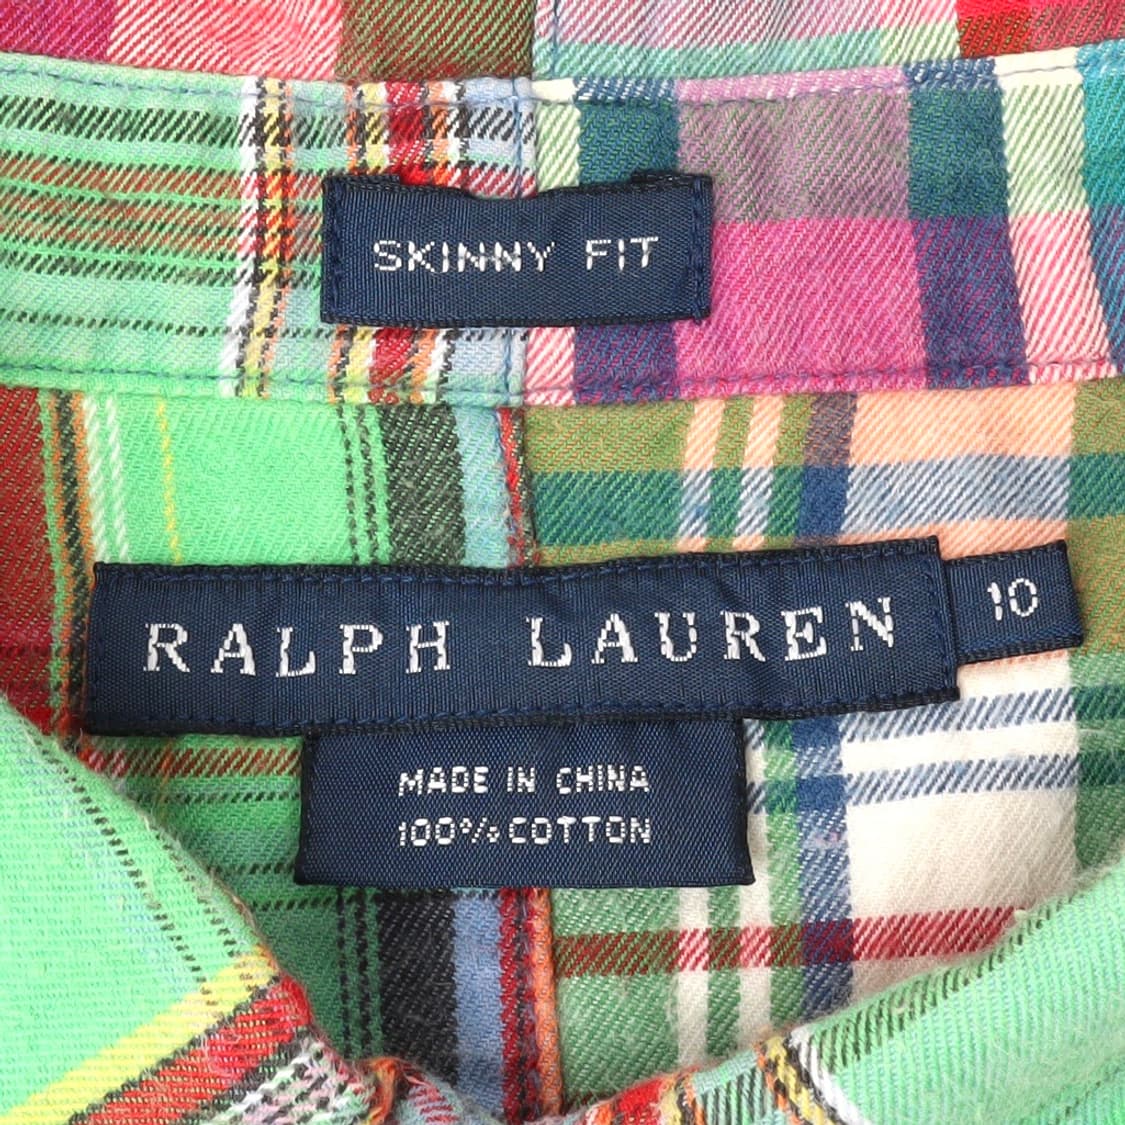 SKINNY FIT
RALPH LAUREN
10
MADE IN CHINA
100% COTTON